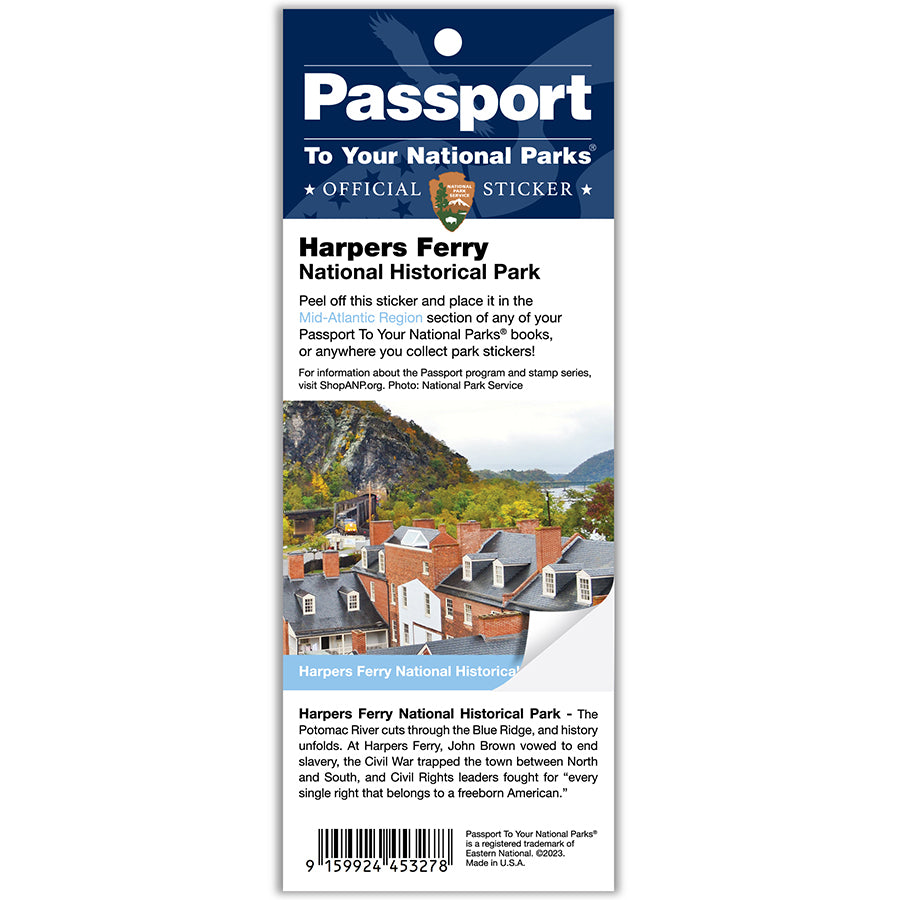 Passport
To Your National Parks®
★ OFFICIAL STICKER ★
NATIONAL
PARK
SERVICE
Harpers Ferry
National Historical Park
Peel off this sticker and place it in the
Mid-Atlantic Region section of any of your
Passport To Your National Parks® books,
or anywhere you collect park stickers!
For information about the Passport program and stamp series,
visit ShopANP.org. Photo: National Park Service
Harpers Ferry National Historical
Harpers Ferry National Historical Park - The
Potomac River cuts through the Blue Ridge, and history
unfolds. At Harpers Ferry, John Brown vowed to end
slavery, the Civil War trapped the town between North
and South, and Civil Rights leaders fought for “every
single right that belongs to a freeborn American.”
9 159924 453278
Passport To Your National Parks®
is a registered trademark of
Eastern National. ©2023.
Made in U.S.A.